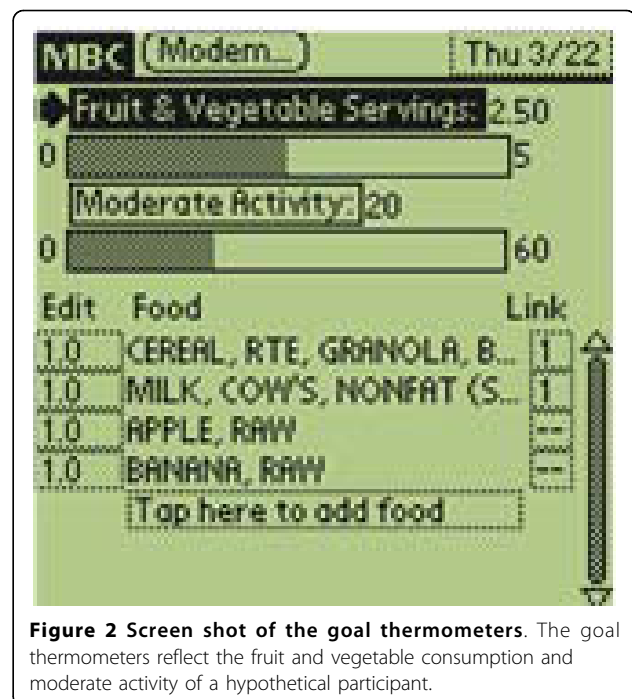 MBC (Modem...) Thu 3/22
Fruit & Vegetable Servings: 2.50
0 5
Moderate Activity: 20
0 60
Edit Food Link
1.0 CEREAL, RTE, GRANOLA, B... 1
1.0 MILK, COW'S, NONFAT (S... 1
1.0 APPLE, RAW --
1.0 BANANA, RAW --
Tap here to add food
Figure 2 Screen shot of the goal thermometers. The goal
thermometers reflect the fruit and vegetable consumption and
moderate activity of a hypothetical participant.